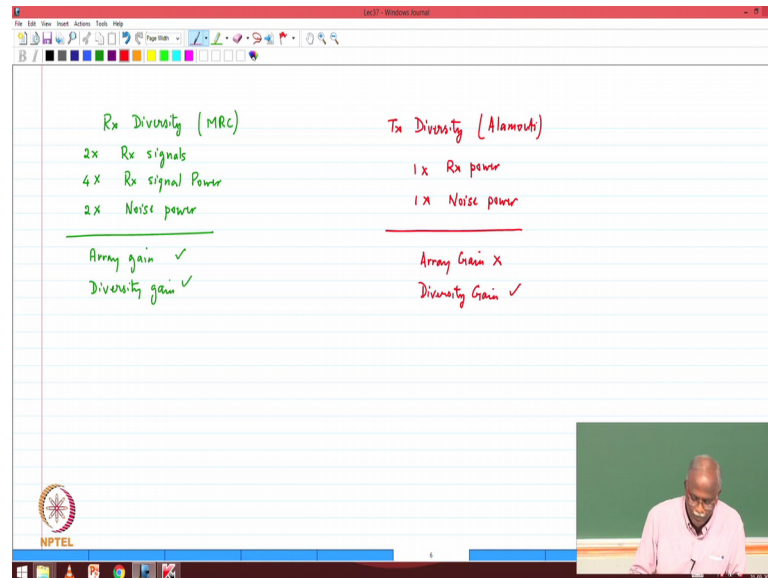 Lec37 - Windows Journal
File Edit View Insert Actions Tools Help
Page Width
B I
Rx Diversity (MRC)
2x Rx signals
4x Rx signal Power
2x Noise power
Array gain ✓
Diversity gain ✓
Tx Diversity (Alamouti)
1x Rx power
1x Noise power
Array Gain x
Diversity Gain ✓
NPTEL
6